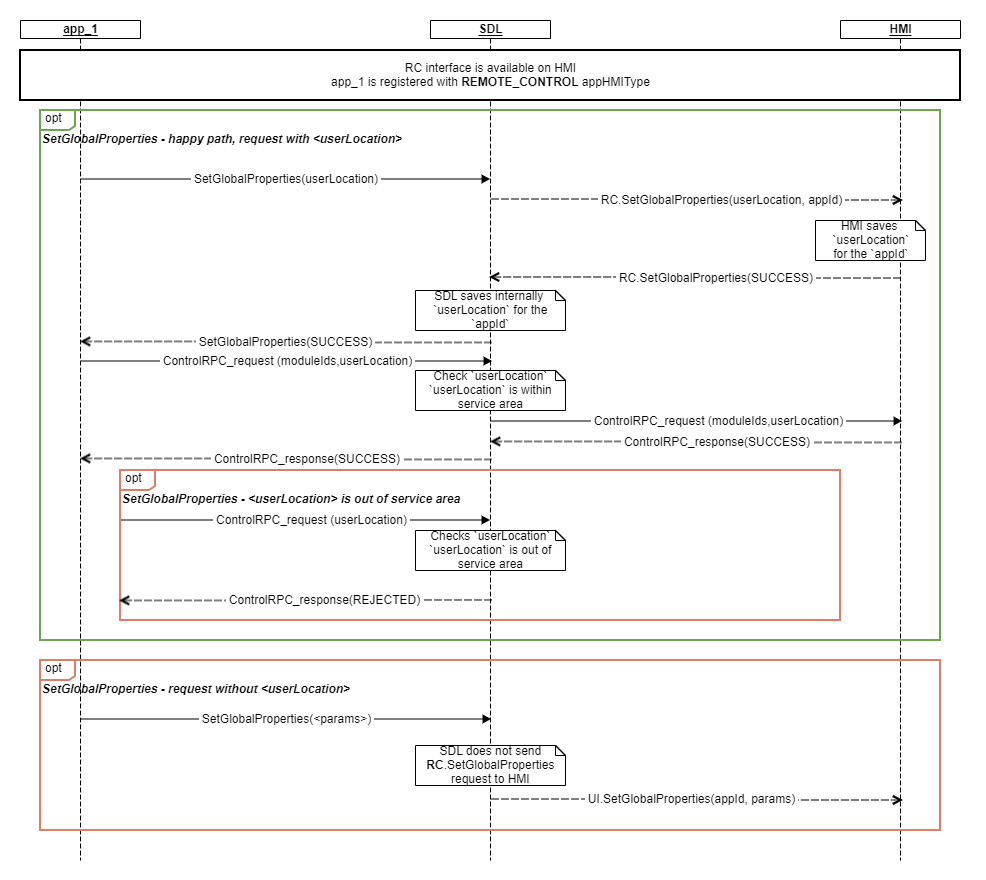 app_1
SDL
HMI
RC interface is available on HMI
app_1 is registered with REMOTE_CONTROL appHMIType
opt
SetGlobalProperties - happy path, request with <userLocation>
SetGlobalProperties(userLocation)
RC.SetGlobalProperties(userLocation, appId)
HMI saves
`userLocation`
for the `appId`
RC.SetGlobalProperties(SUCCESS)
SDL saves internally
`userLocation` for the
`appId`
SetGlobalProperties(SUCCESS)
ControlRPC_request (moduleIds,userLocation)
Check `userLocation`
`userLocation` is within
service area
ControlRPC_request (moduleIds,userLocation)
ControlRPC_response(SUCCESS)
ControlRPC_response(SUCCESS)
opt
SetGlobalProperties - <userLocation> is out of service area
ControlRPC_request (userLocation)
Checks `userLocation`
`userLocation` is out of
service area
ControlRPC_response(REJECTED)
opt
SetGlobalProperties - request without <userLocation>
SetGlobalProperties(<params>)
SDL does not send
RC.SetGlobalProperties
request to HMI
UI.SetGlobalProperties(appId, params)